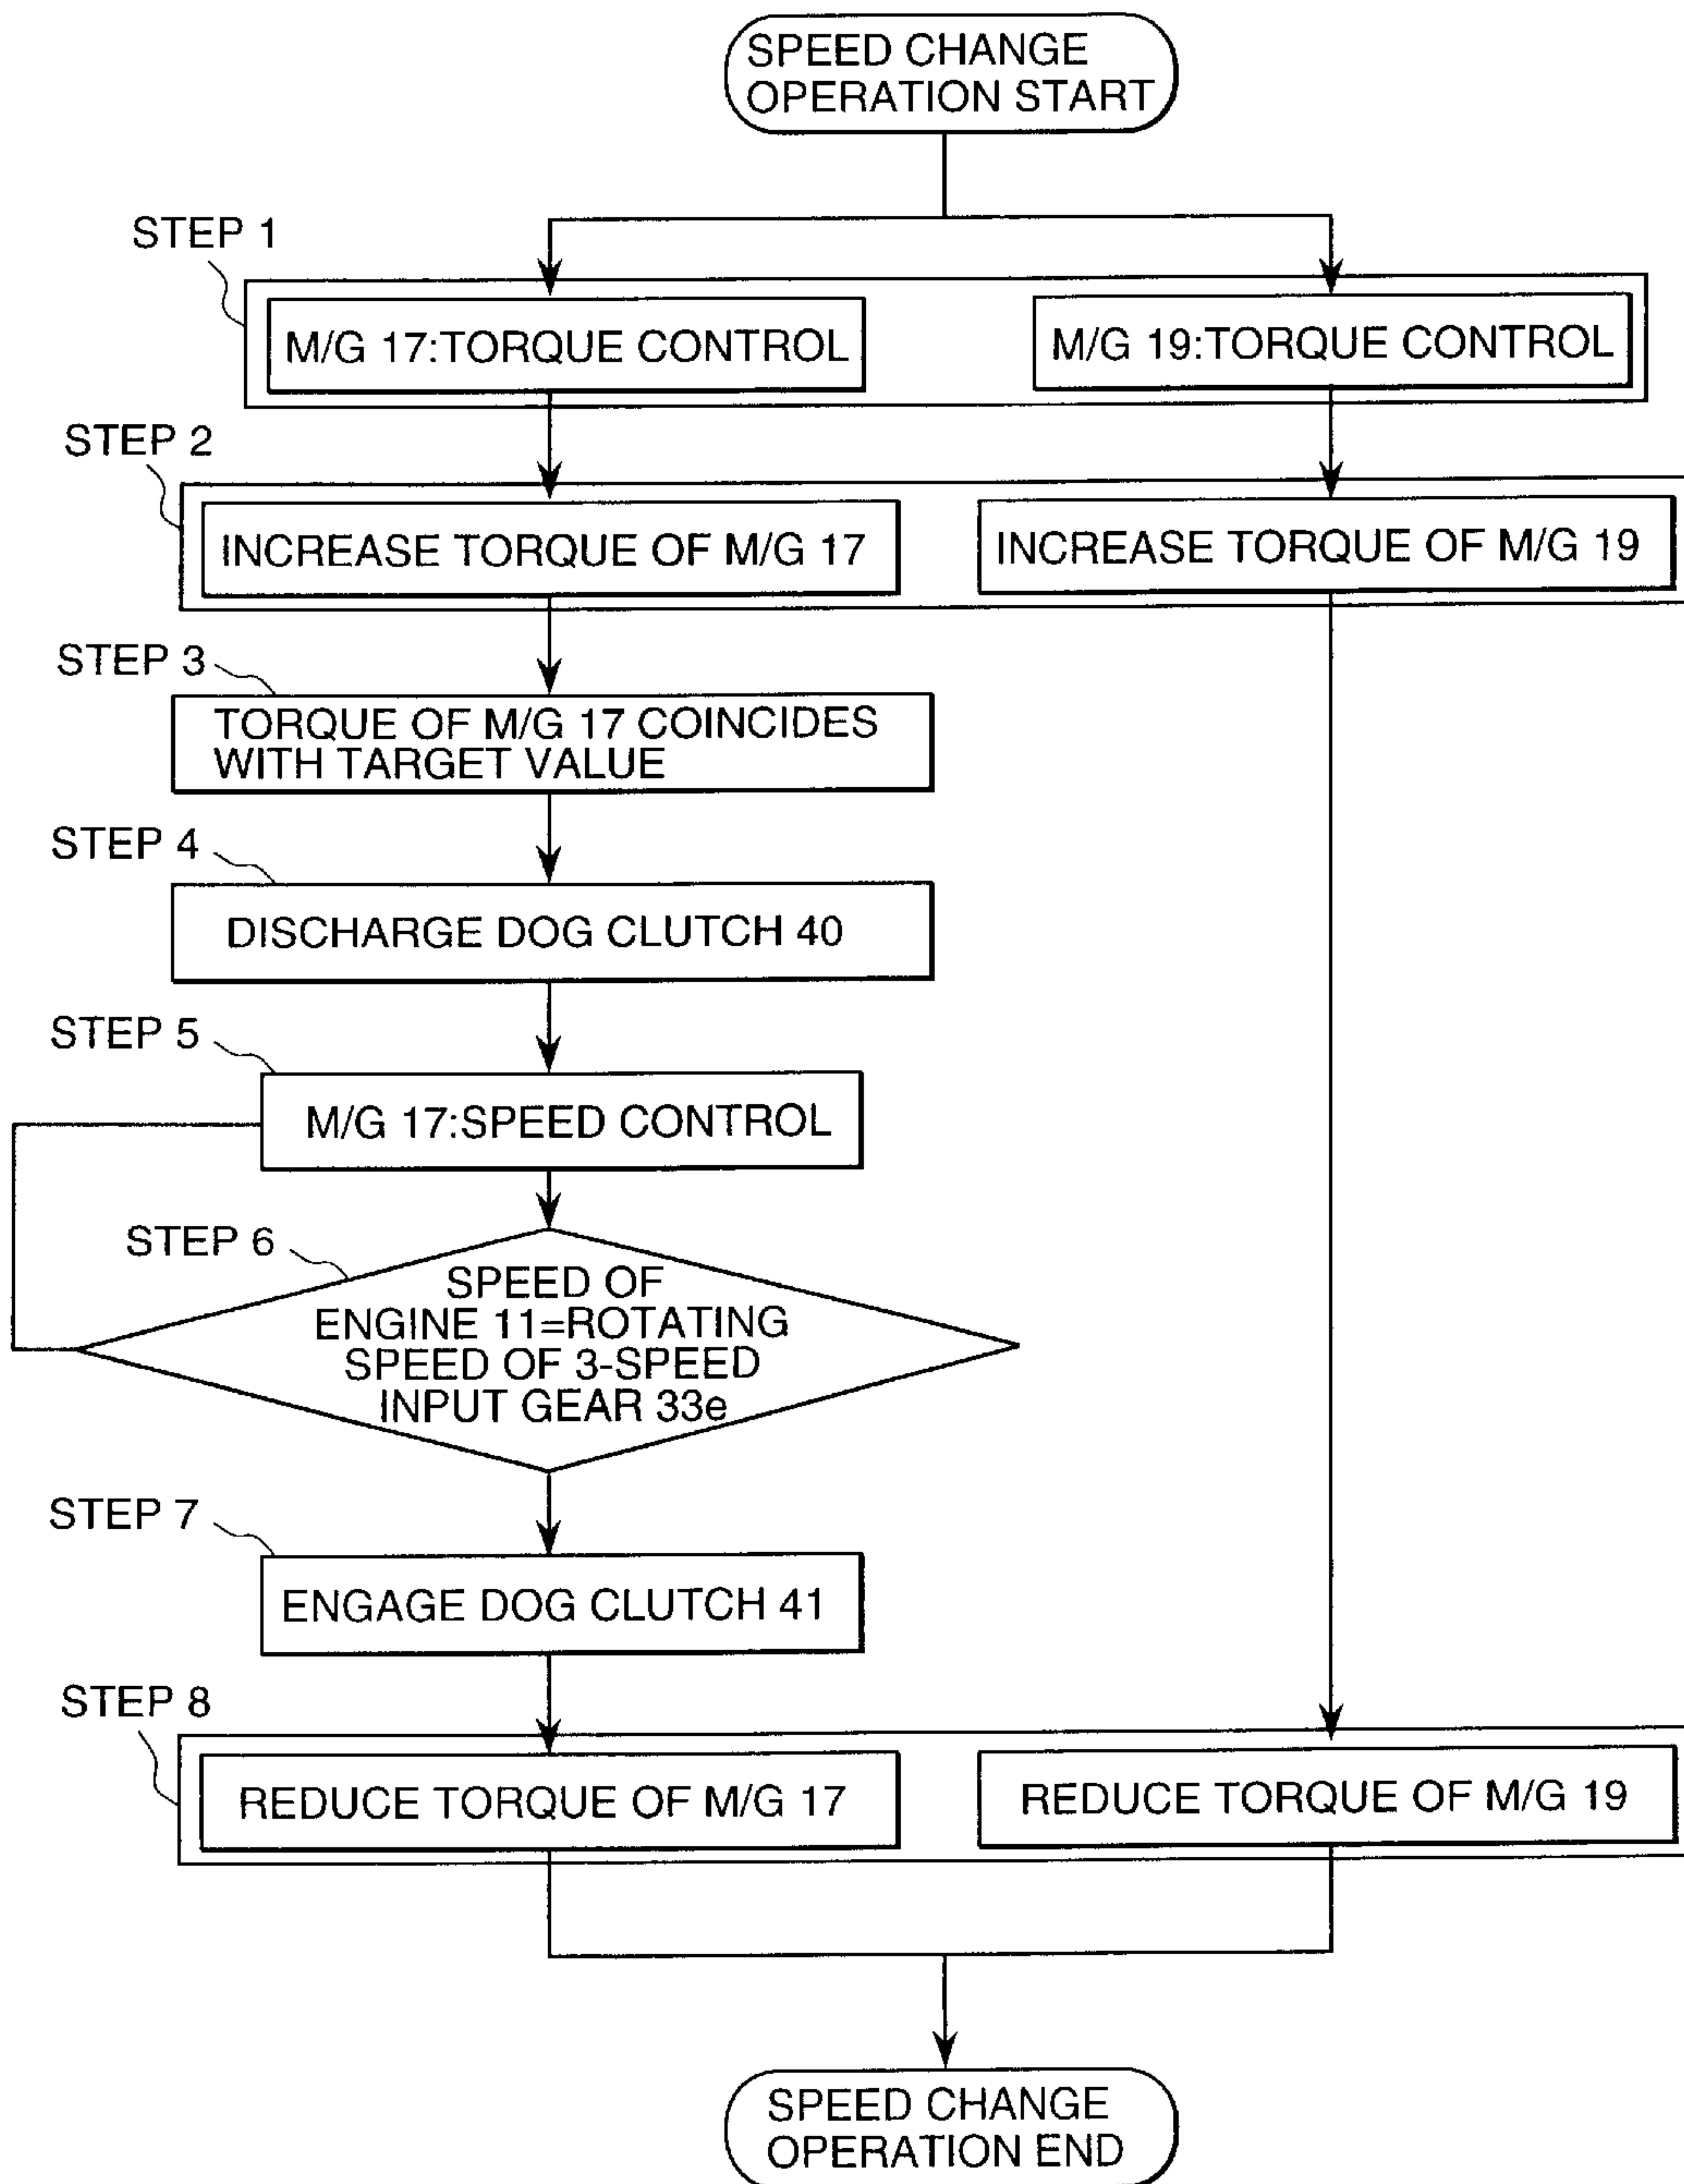 SPEED CHANGE
OPERATION START
STEP 1
M/G 17:TORQUE CONTROL
M/G 19:TORQUE CONTROL
STEP 2
INCREASE TORQUE OF M/G 17
INCREASE TORQUE OF M/G 19
STEP 3
TORQUE OF M/G 17 COINCIDES
WITH TARGET VALUE
STEP 4
DISCHARGE DOG CLUTCH 40
STEP 5
M/G 17:SPEED CONTROL
STEP 6
SPEED OF
ENGINE 11=ROTATING
SPEED OF 3-SPEED
INPUT GEAR 33e
STEP 7
ENGAGE DOG CLUTCH 41
STEP 8
REDUCE TORQUE OF M/G 17
REDUCE TORQUE OF M/G 19
SPEED CHANGE
OPERATION END